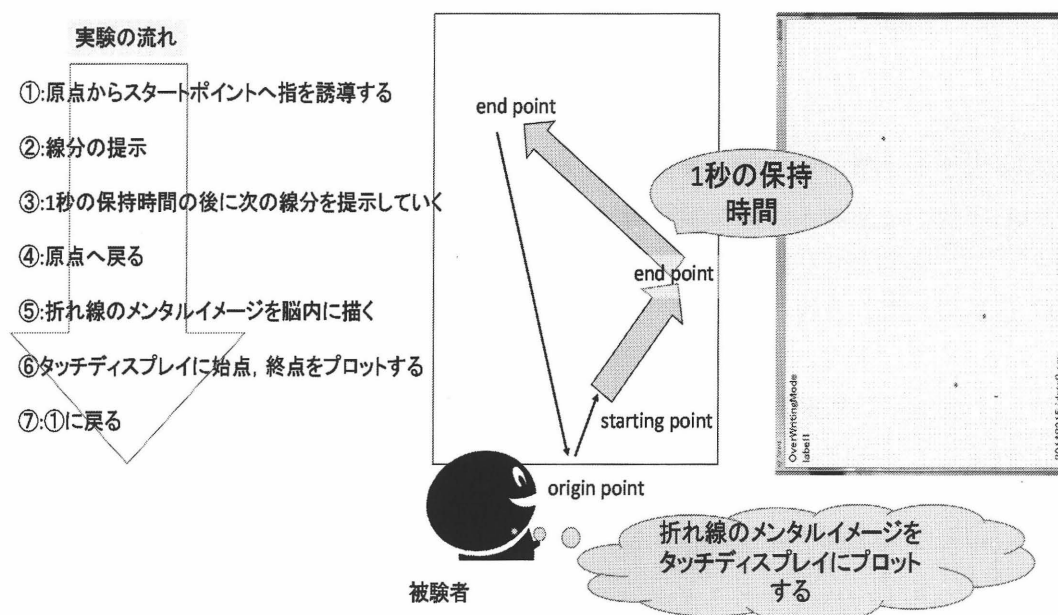 実験の流れ
①:原点からスタートポイントへ指を誘導する
②:線分の提示
③:1秒の保持時間の後に次の線分を提示していく
④:原点へ戻る
⑤:折れ線のメンタルイメージを脳内に描く
⑥タッチディスプレイに始点，終点をプロットする
⑦:①に戻る
end point
1秒の保持
時間
end point
starting point
origin point
被験者
折れ線のメンタルイメージを
タッチディスプレイにプロット
する
OverWritingMode
label1